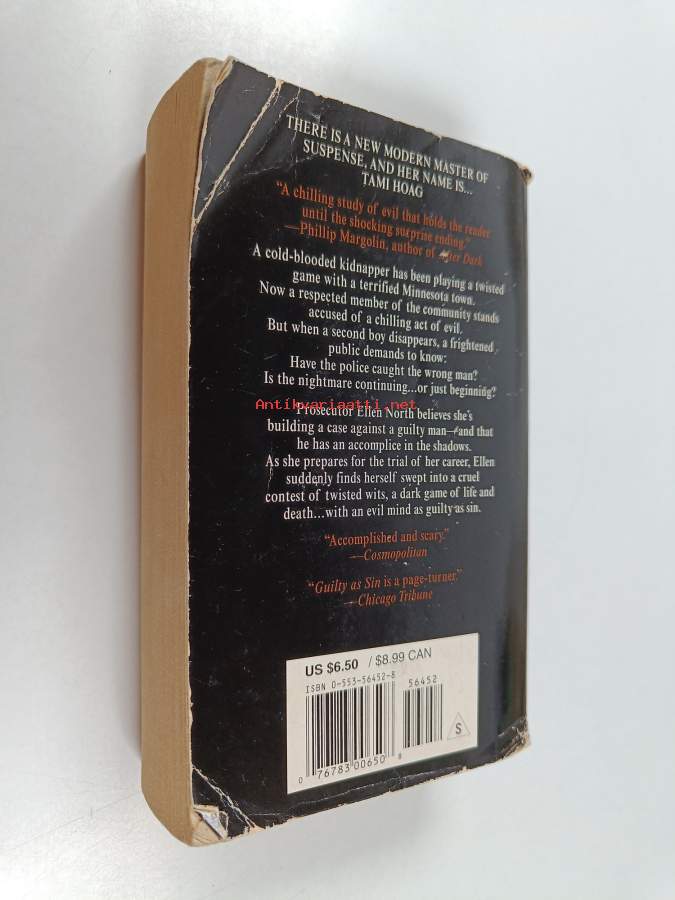 THERE IS A NEW MODERN MASTER OF
SUSPENSE, AND HER NAME IS...
TAMI HOAG
“A chilling study of evil that holds the reader
until the shocking surprise ending.”
—Phillip Margolin, author of After Dark
A cold-blooded kidnapper has been playing a twisted
game with a terrified Minnesota town.
Now a respected member of the community stands
accused of a chilling act of evil.
But when a second boy disappears, a frightened
public demands to know:
Have the police caught the wrong man?
Is the nightmare continuing...or just beginning?
Antikvariaatti.net
Prosecutor Ellen North believes she's
building a case against a guilty man—and that
he has an accomplice in the shadows.
As she prepares for the trial of her career, Ellen
suddenly finds herself swept into a cruel
contest of twisted wits, a dark game of life and
death...with an evil mind as guilty as sin.
“Accomplished and scary.”
—Cosmopolitan
“Guilty as Sin is a page-turner.”
—Chicago Tribune
US $6.50 / $8.99 CAN
ISBN 0-553-56452-8
56452
S
0 76783 00650 8